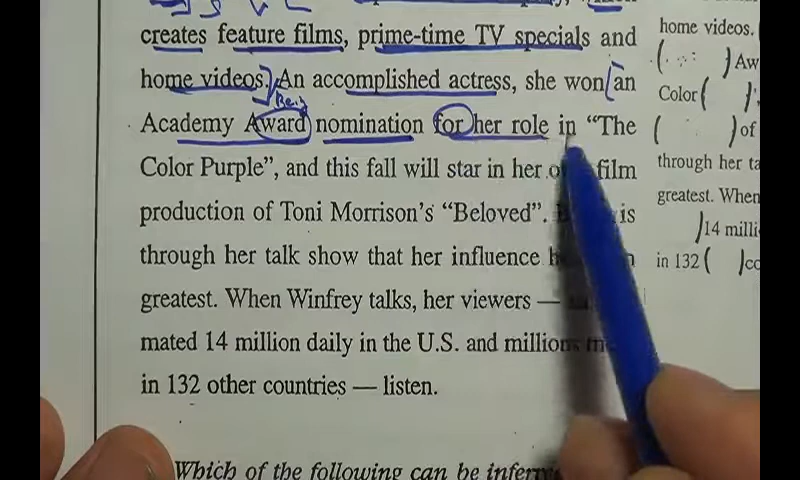 creates feature films, prime-time TV specials and
home videos. An accomplished actress, she won an
Being
Academy Award nomination for her role in “The
Color Purple”, and this fall will star in her film
production of Toni Morrison’s “Beloved”. is
through her talk show that her influence
greatest. When Winfrey talks, her viewers —
mated 14 million daily in the U.S. and millions
in 132 other countries — listen.
Which of the following can be
home videos.
( ) Aw
Color ( )
( ) of
through her ta
greatest. When
) 14 milli
in 132 ( ) co